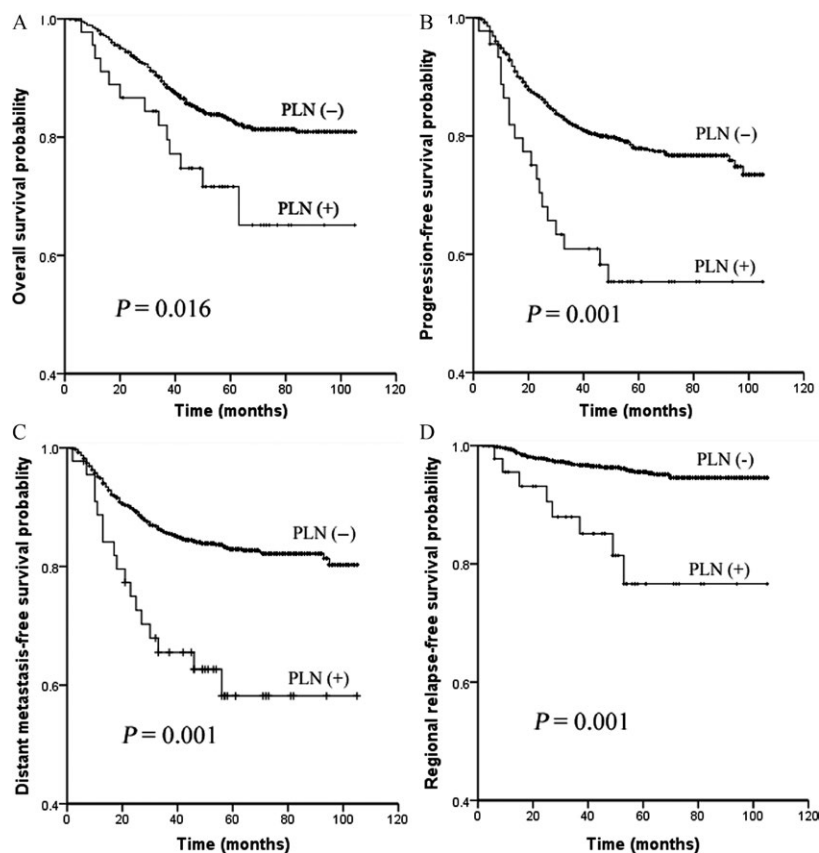 A
Overall survival probability
1.0
0.8
0.6
0.4
PLN (−)
PLN (+)
P = 0.016
0 20 40 60 80 100 120
Time (months)
B
Progression-free survival probability
1.0
0.8
0.6
0.4
PLN (−)
PLN (+)
P = 0.001
0 20 40 60 80 100 120
Time (months)
C
Distant metastasis-free survival probability
1.0
0.8
0.6
0.4
PLN (−)
PLN (+)
P = 0.001
0 20 40 60 80 100 120
Time (months)
D
Regional relapse-free survival probability
1.0
0.8
0.6
0.4
PLN (-)
PLN (+)
P = 0.001
0 20 40 60 80 100 120
Time (months)